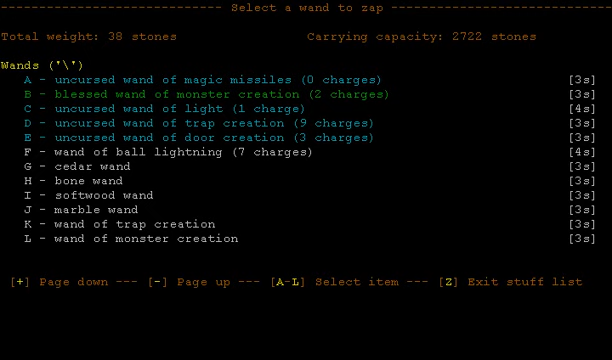 ---------------------------- Select a wand to zap ----------------------------
Total weight: 38 stones Carrying capacity: 2722 stones
Wands ('\')
A - uncursed wand of magic missiles (0 charges) [3s]
B - blessed wand of monster creation (2 charges) [3s]
C - uncursed wand of light (1 charge) [4s]
D - uncursed wand of trap creation (9 charges) [3s]
E - uncursed wand of door creation (3 charges) [3s]
F - wand of ball lightning (7 charges) [4s]
G - cedar wand [3s]
H - bone wand [3s]
I - softwood wand [3s]
J - marble wand [3s]
K - wand of trap creation [3s]
L - wand of monster creation [3s]
[+] Page down --- [-] Page up --- [A-L] Select item --- [Z] Exit stuff list